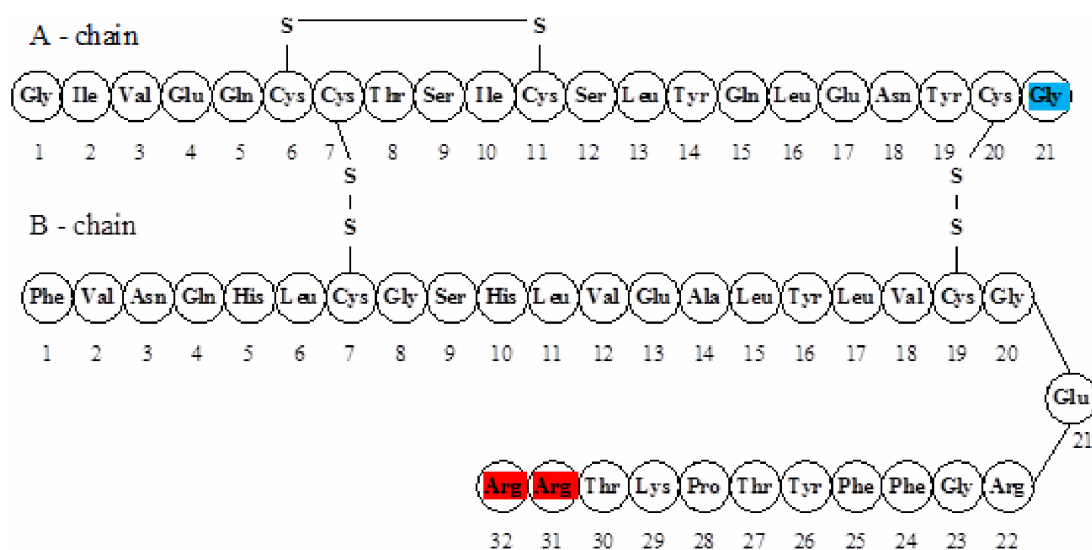 S S
A - chain
Gly Ile Val Glu Gln Cys Cys Thr Ser Ile Cys Ser Leu Tyr Gln Leu Glu Asn Tyr Cys Gly
1 2 3 4 5 6 7 8 9 10 11 12 13 14 15 16 17 18 19 20 21
S S
B - chain S S
Phe Val Asn Gln His Leu Cys Gly Ser His Leu Val Glu Ala Leu Tyr Leu Val Cys Gly
1 2 3 4 5 6 7 8 9 10 11 12 13 14 15 16 17 18 19 20
Glu
21
Arg Arg Thr Lys Pro Thr Tyr Phe Phe Gly Arg
32 31 30 29 28 27 26 25 24 23 22